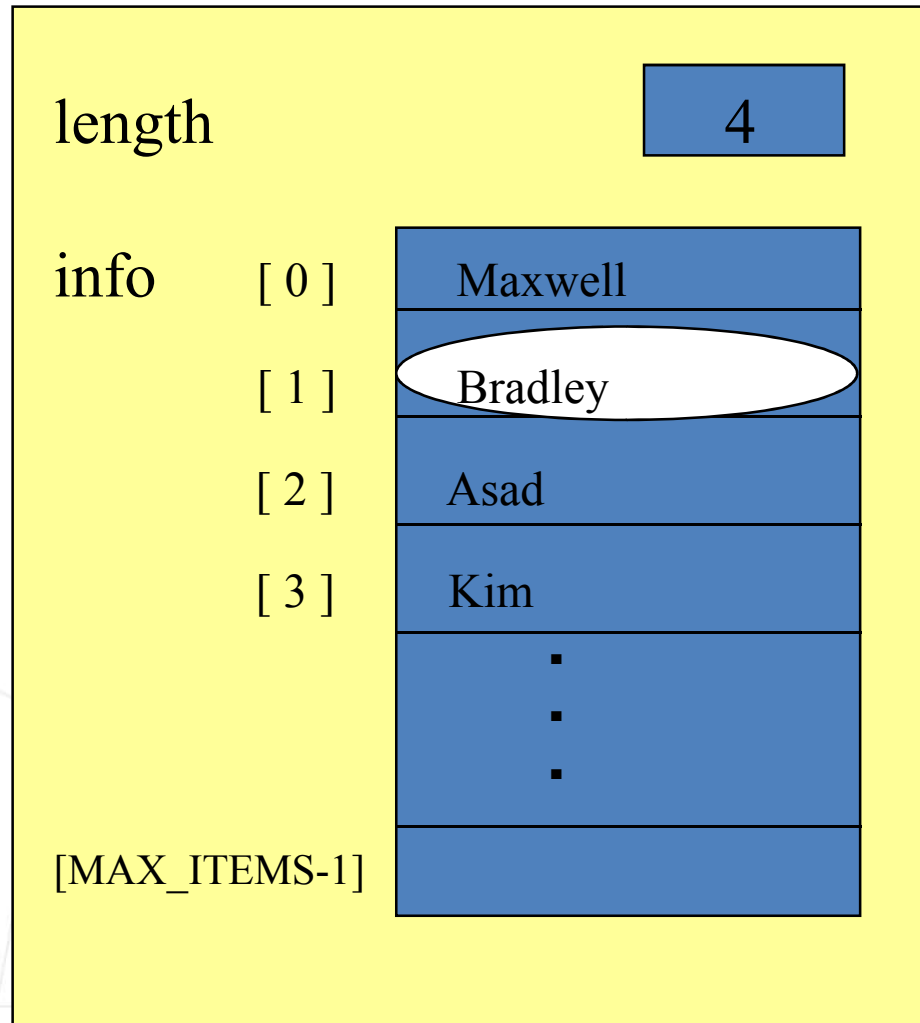 length 4
info [ 0 ] Maxwell
[ 1 ] Bradley
[ 2 ] Asad
[ 3 ] Kim
.
.
.
[MAX_ITEMS-1]